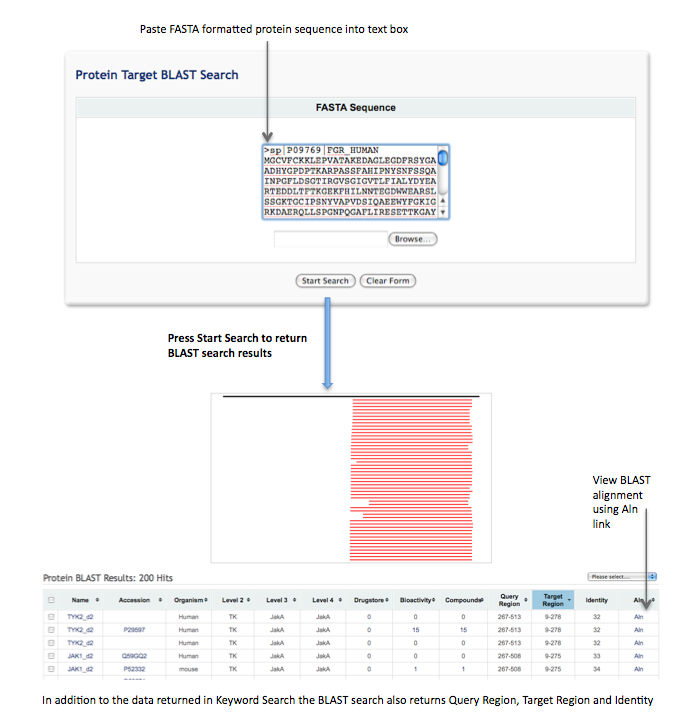 Paste FASTA formatted protein sequence into text box
Protein Target BLAST Search
FASTA Sequence
>sp|P09769|FGR_HUMAN
MGCVFCKKLEPVATAKEDAGLEGDFRSYGA
ADHYGPDPTKARPASSFAHIPNYSNFSSQA
INPGFLDSGTIRGVSGIGVTLFIALYDYEA
RTEDDLTFTKGEKFHILNNTEGDWWEARSL
SSGKTGCIPSNYVAPVDSIQAEEWYFGKIG
RKDAERQLLSPGNPQGAFLIRESETTKGAY
Browse...
Start Search Clear Form
Press Start Search to return
BLAST search results
View BLAST
alignment
using Aln
link
Protein BLAST Results: 200 Hits
Please select...
Name Accession Organism Level 2 Level 3 Level 4 Drugstore Bioactivity Compounds Query Region Target Region Identity Aln
TYK2_d2 Human TK JakA JakA 0 0 0 267-513 9-278 32 Aln
TYK2_d2 P29597 Human TK JakA JakA 0 15 15 267-513 9-278 32 Aln
TYK2_d2 Human TK JakA JakA 0 0 0 267-513 9-278 32 Aln
JAK1_d2 Q59GQ2 Human TK JakA JakA 0 0 0 267-508 9-275 33 Aln
JAK1_d2 P52332 mouse TK JakA JakA 0 1 1 267-508 9-275 34 Aln
In addition to the data returned in Keyword Search the BLAST search also returns Query Region, Target Region and Identity